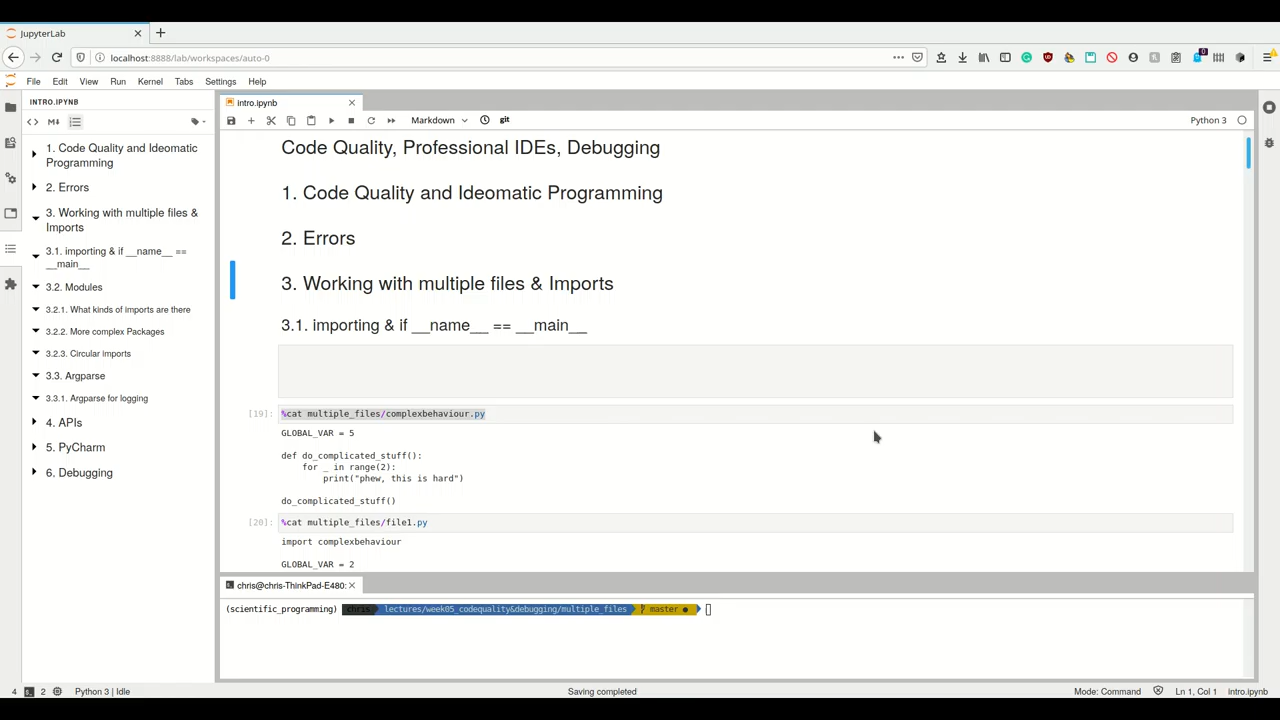 JupyterLab
localhost:8888/lab/workspaces/auto-0
0
File Edit View Run Kernel Tabs Settings Help
INTRO.IPYNB
intro.ipynb
Markdown
git
Python 3
1. Code Quality and Ideomatic
Programming
2. Errors
3. Working with multiple files &
Imports
3.1. importing & if __name__ ==
__main__
3.2. Modules
3.2.1. What kinds of imports are there
3.2.2. More complex Packages
3.2.3. Circular imports
3.3. Argparse
3.3.1. Argparse for logging
4. APIs
5. PyCharm
6. Debugging
Code Quality, Professional IDEs, Debugging
1. Code Quality and Ideomatic Programming
2. Errors
3. Working with multiple files & Imports
3.1. importing & if __name__ == __main__
[19]: %cat multiple_files/complexbehaviour.py
GLOBAL_VAR = 5
def do_complicated_stuff():
for _ in range(2):
print("phew, this is hard")
do_complicated_stuff()
[20]: %cat multiple_files/file1.py
import complexbehaviour
GLOBAL_VAR = 2
chris@chris-ThinkPad-E480:
(scientific_programming) chris lectures/week05_codequality&debugging/multiple_files master ●
4 2 Python 3 | Idle Saving completed Mode: Command Ln 1, Col 1 intro.ipynb